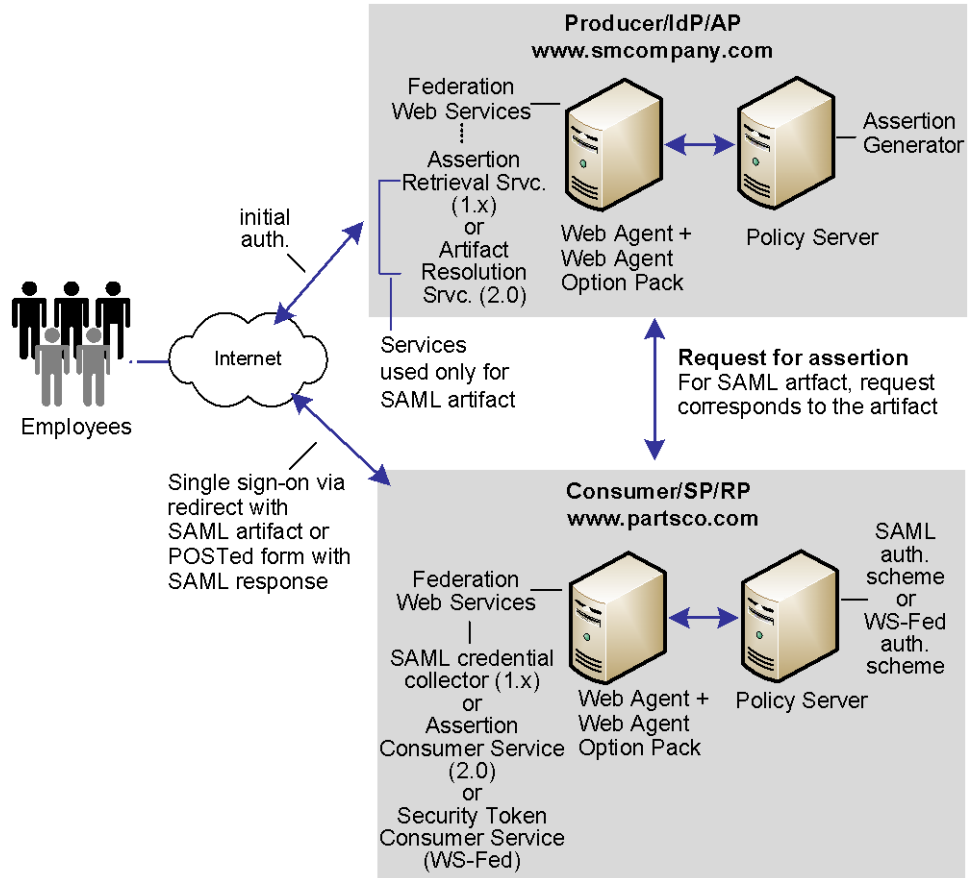 Producer/IdP/AP
www.smcompany.com
Federation
Web Services
Assertion
Retrieval Srvc.
(1.x)
or
Artifact
Resolution
Srvc. (2.0)
Web Agent +
Web Agent
Option Pack
Policy Server
Assertion
Generator
initial
auth.
Internet
Employees
Services
used only for
SAML artifact
Request for assertion
For SAML artfact, request
corresponds to the artifact
Single sign-on via
redirect with
SAML artifact or
POSTed form with
SAML response
Consumer/SP/RP
www.partsco.com
Federation
Web Services
SAML credential
collector (1.x)
or
Assertion
Consumer Service
(2.0)
or
Security Token
Consumer Service
(WS-Fed)
Web Agent +
Web Agent
Option Pack
Policy Server
SAML
auth.
scheme
or
WS-Fed
auth.
scheme